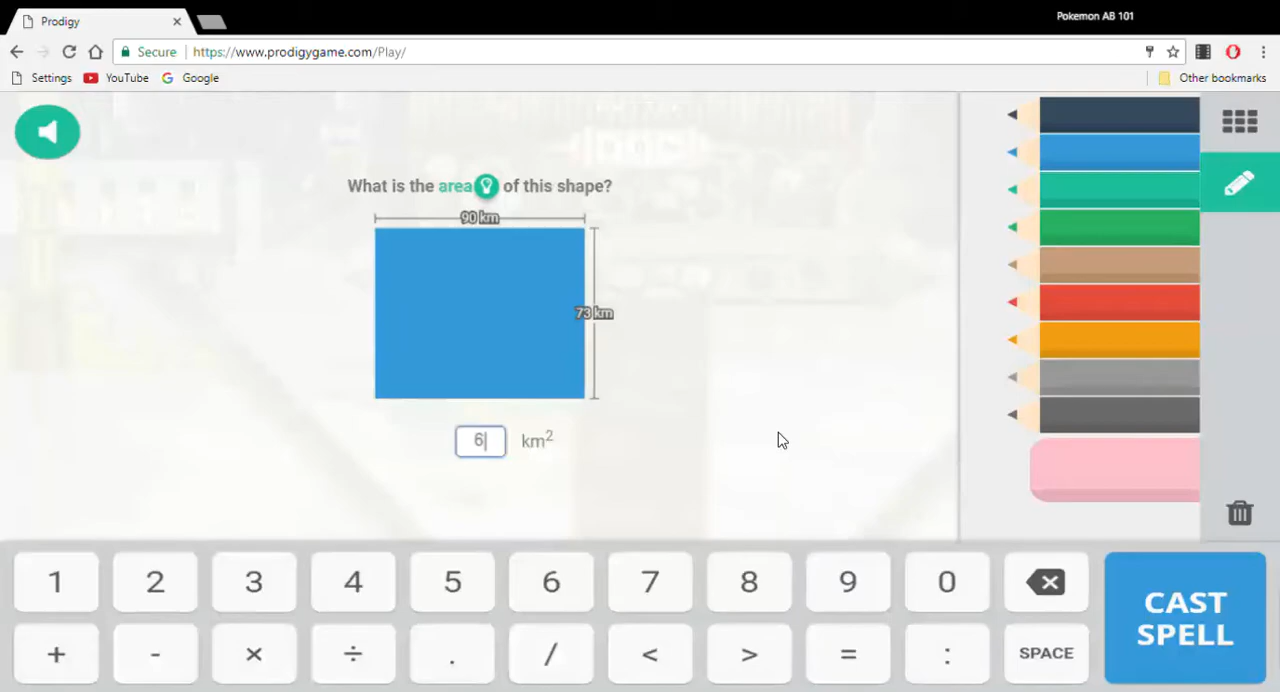 Prodigy
Pokemon AB 101
Secure https://www.prodigygame.com/Play/
Settings YouTube Google Other bookmarks
What is the area of this shape?
90 km
73 km
6 km²
1 2 3 4 5 6 7 8 9 0
+ - × ÷ . / < > = : SPACE
CAST
SPELL